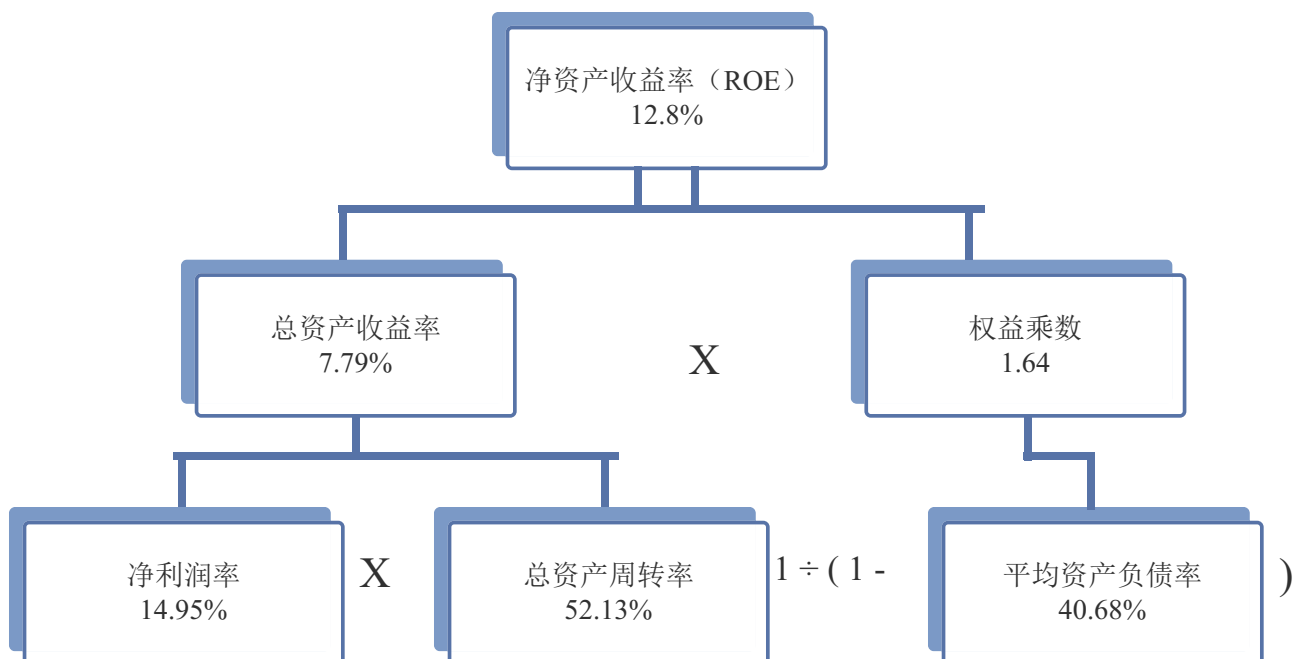 净资产收益率（ROE）
12.8%
总资产收益率
7.79%
X
权益乘数
1.64
净利润率
14.95%
X
总资产周转率
52.13%
1 ÷ ( 1 -
平均资产负债率
40.68%
)